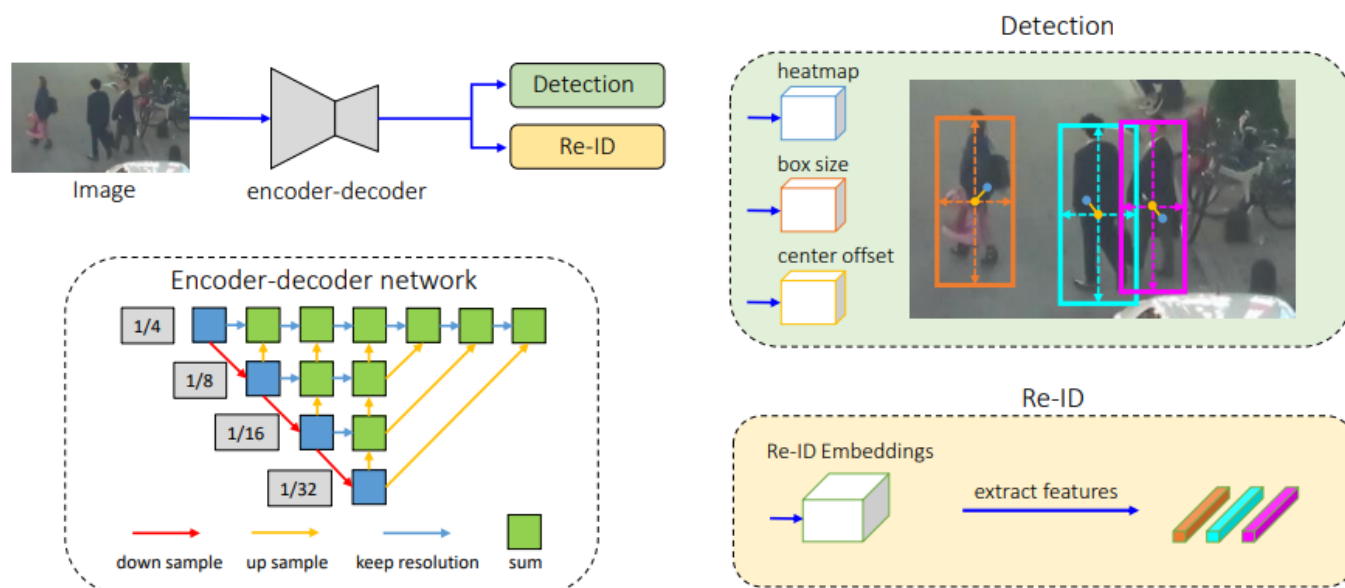 Image
encoder-decoder
Detection
Re-ID
Encoder-decoder network
1/4
1/8
1/16
1/32
down sample
up sample
keep resolution
sum
Detection
heatmap
box size
center offset
Re-ID
Re-ID Embeddings
extract features